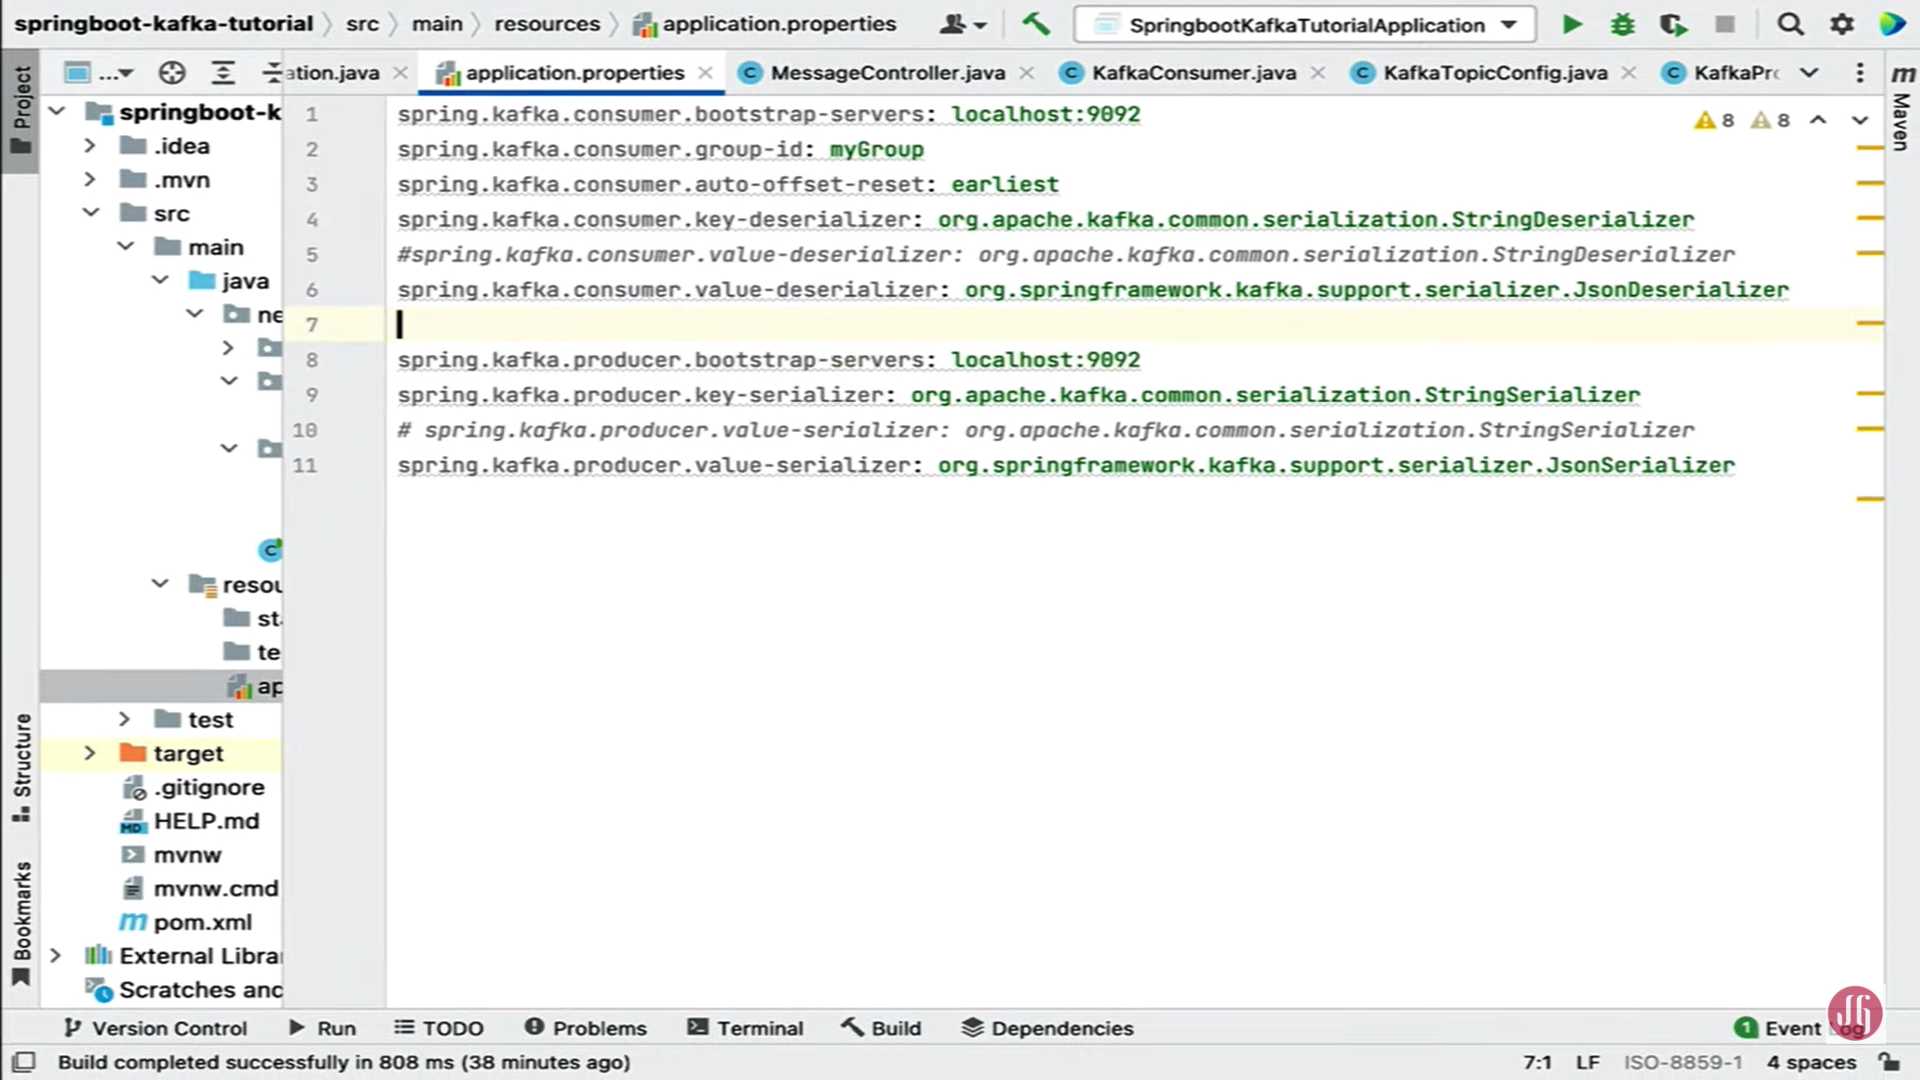 springboot-kafka-tutorial src main resources application.properties SpringbootKafkaTutorialApplication
ation.java application.properties MessageController.java KafkaConsumer.java KafkaTopicConfig.java KafkaPr
Project
Structure
Bookmarks
Maven
...
springboot-k
.idea
.mvn
src
main
java
ne
resou
sta
te
ap
test
target
.gitignore
HELP.md
mvnw
mvnw.cmd
pom.xml
External Libra
Scratches and
8 8
1 spring.kafka.consumer.bootstrap-servers: localhost:9092
2 spring.kafka.consumer.group-id: myGroup
3 spring.kafka.consumer.auto-offset-reset: earliest
4 spring.kafka.consumer.key-deserializer: org.apache.kafka.common.serialization.StringDeserializer
5 #spring.kafka.consumer.value-deserializer: org.apache.kafka.common.serialization.StringDeserializer
6 spring.kafka.consumer.value-deserializer: org.springframework.kafka.support.serializer.JsonDeserializer
7
8 spring.kafka.producer.bootstrap-servers: localhost:9092
9 spring.kafka.producer.key-serializer: org.apache.kafka.common.serialization.StringSerializer
10 # spring.kafka.producer.value-serializer: org.apache.kafka.common.serialization.StringSerializer
11 spring.kafka.producer.value-serializer: org.springframework.kafka.support.serializer.JsonSerializer
Version Control Run TODO Problems Terminal Build Dependencies 1 Event Log
Build completed successfully in 808 ms (38 minutes ago) 7:1 LF ISO-8859-1 4 spaces